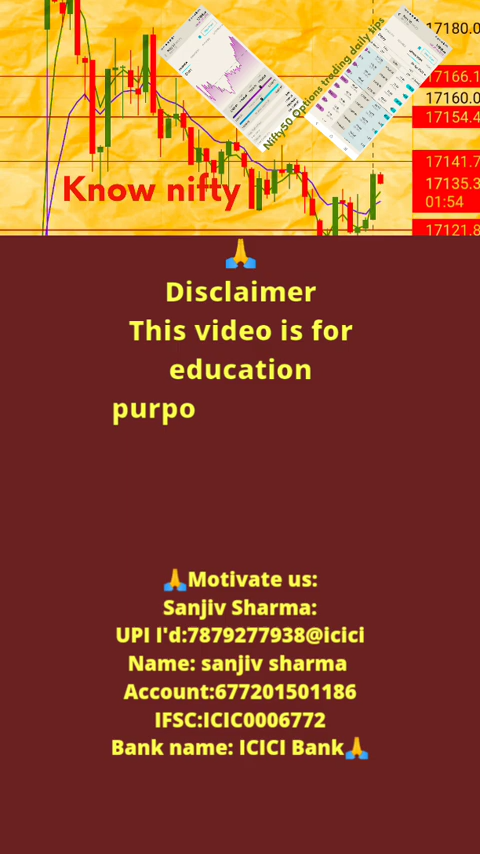 17180.0
17166.1
17160.0
17154.4
17141.7
17135.3
01:54
17121.8
Nifty50 Options trading daily tips
Know nifty
🙏
Disclaimer
This video is for
education
purpo
🙏Motivate us:
Sanjiv Sharma:
UPI I'd:7879277938@icici
Name: sanjiv sharma
Account:677201501186
IFSC:ICIC0006772
Bank name: ICICI Bank🙏